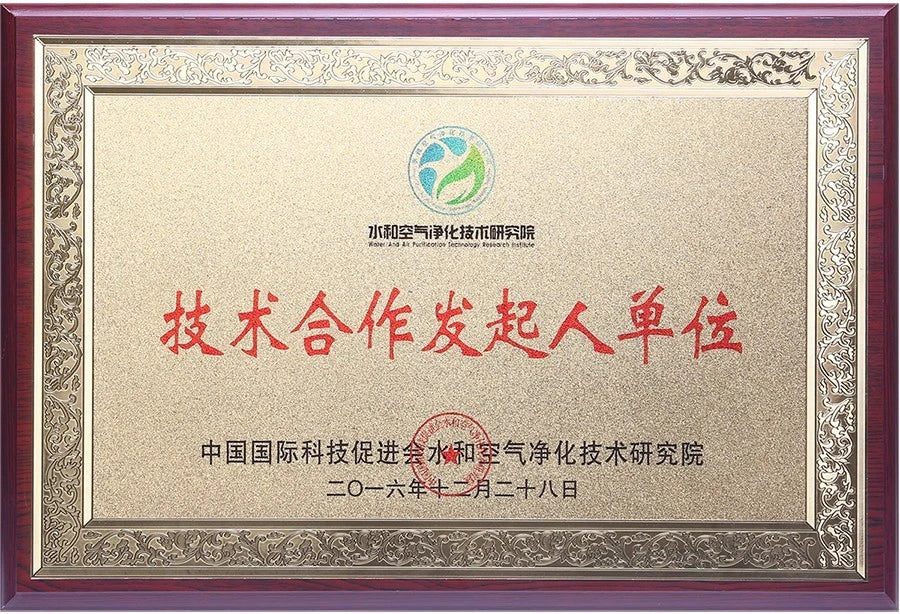 水和空气净化技术研究院
Water And Air Purification Technology Research Institute
技术合作发起人单位
中国国际科技促进会水和空气净化技术研究院
二〇一六年十二月二十八日